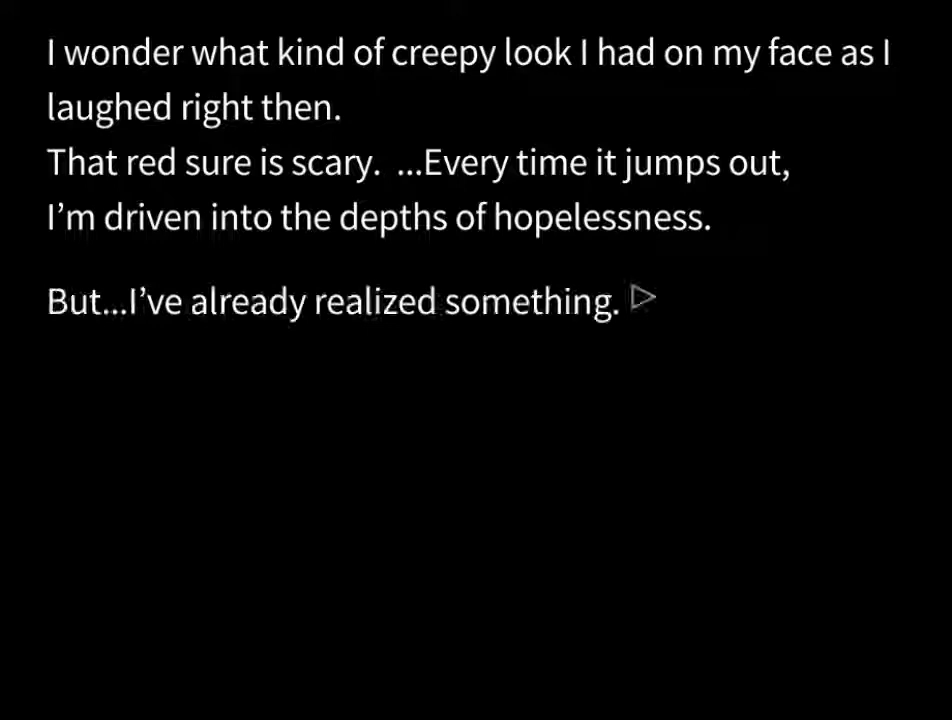 I wonder what kind of creepy look I had on my face as I
laughed right then.
That red sure is scary.  ...Every time it jumps out,
I’m driven into the depths of hopelessness.
But...I’ve already realized something.